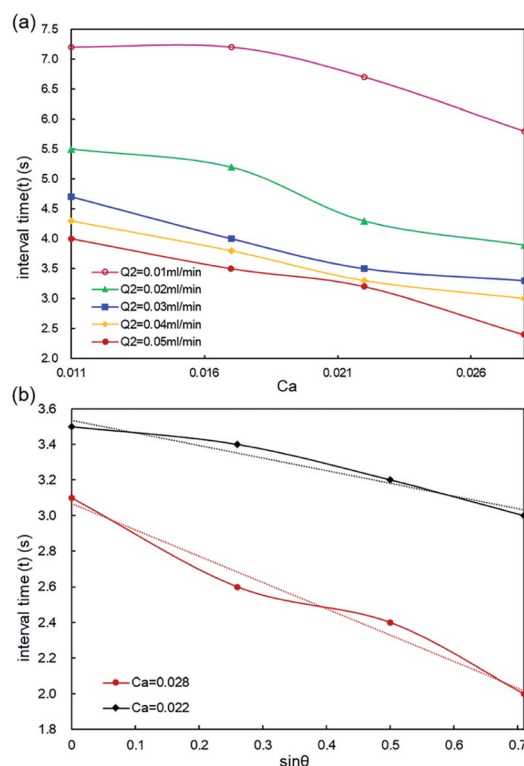 (a)
7.5
7.0
6.5
6.0
5.5
5.0
4.5
4.0
3.5
3.0
2.5
2.0
interval time(t) (s)
Q2=0.01ml/min
Q2=0.02ml/min
Q2=0.03ml/min
Q2=0.04ml/min
Q2=0.05ml/min
0.011 0.016 0.021 0.026
Ca
(b)
3.6
3.4
3.2
3.0
2.8
2.6
2.4
2.2
2.0
1.8
interval time (t) (s)
Ca=0.028
Ca=0.022
0 0.1 0.2 0.3 0.4 0.5 0.6 0.7
sinθ